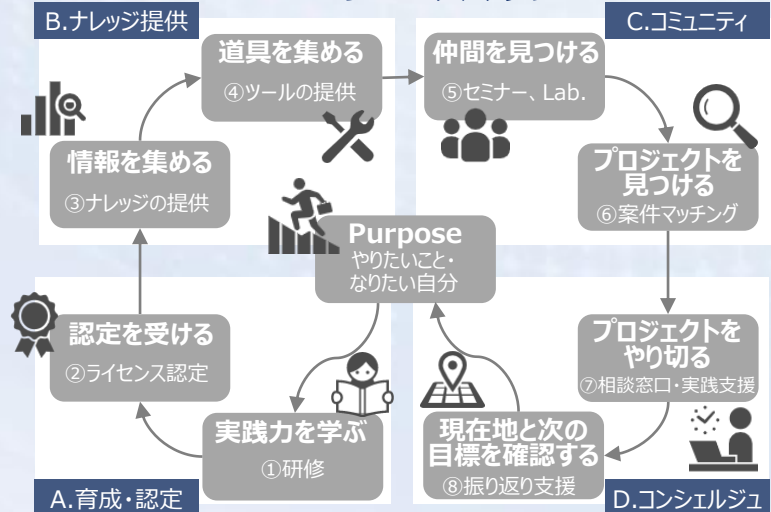 B.ナレッジ提供
道具を集める
④ツールの提供
仲間を見つける
⑤セミナー、Lab.
C.コミュニティ
情報を集める
③ナレッジの提供
プロジェクトを
見つける
⑥案件マッチング
Purpose
やりたいこと・
なりたい自分
認定を受ける
②ライセンス認定
プロジェクトを
やり切る
⑦相談窓口・実践支援
実践力を学ぶ
①研修
現在地と次の
目標を確認する
⑧振り返り支援
A.育成・認定
D.コンシェルジュ